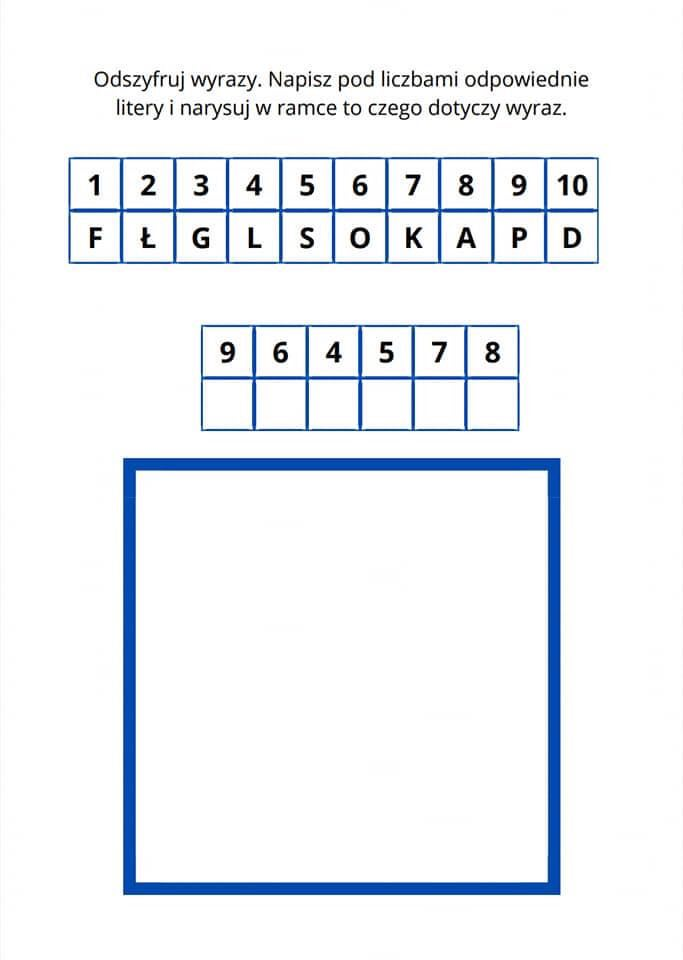 Odszyfruj wyrazy. Napisz pod liczbami odpowiednie
litery i narysuj w ramce to czego dotyczy wyraz.
1 2 3 4 5 6 7 8 9 10
F Ł G L S O K A P D
9 6 4 5 7 8